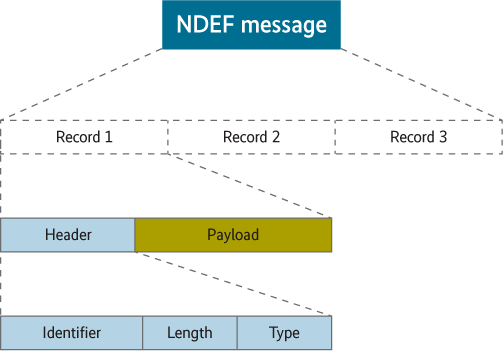 NDEF message
Record 1 Record 2 Record 3
Header Payload
Identifier Length Type